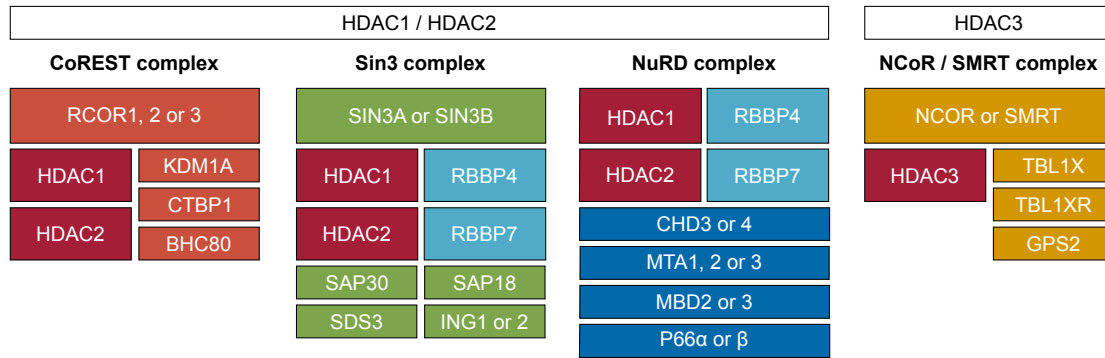 HDAC1 / HDAC2
HDAC3
CoREST complex
Sin3 complex
NuRD complex
NCoR / SMRT complex
RCOR1, 2 or 3
HDAC1
HDAC2
KDM1A
CTBP1
BHC80
SIN3A or SIN3B
HDAC1
RBBP4
HDAC2
RBBP7
SAP30
SAP18
SDS3
ING1 or 2
HDAC1
RBBP4
HDAC2
RBBP7
CHD3 or 4
MTA1, 2 or 3
MBD2 or 3
P66α or β
NCOR or SMRT
HDAC3
TBL1X
TBL1XR
GPS2